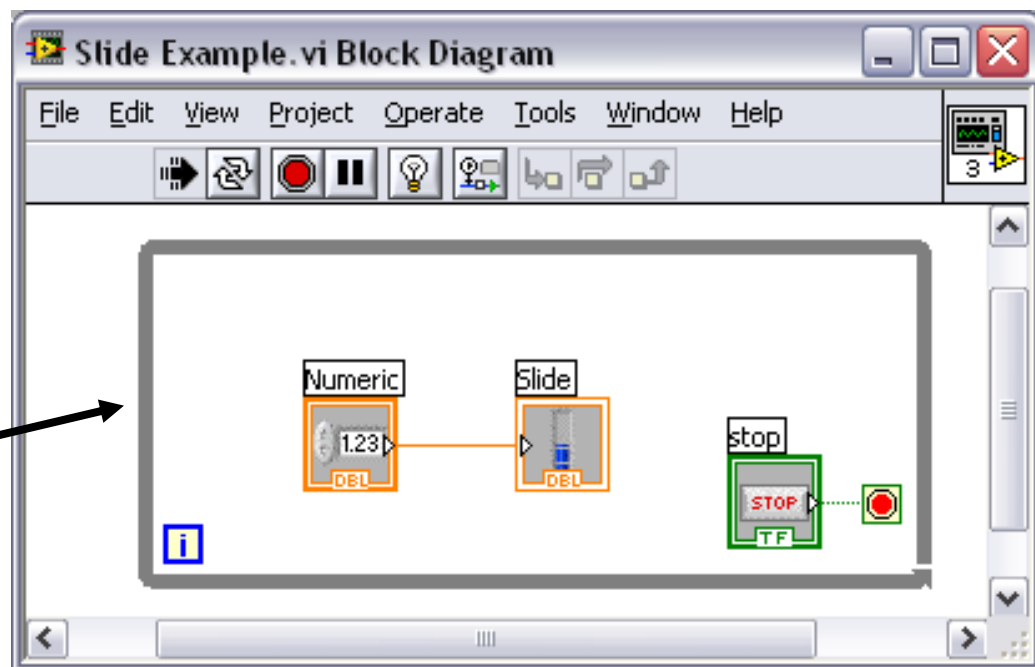 Slide Example.vi Block Diagram
File Edit View Project Operate Tools Window Help
3
Numeric
1.23
DBL
Slide
DBL
stop
STOP
TF
i